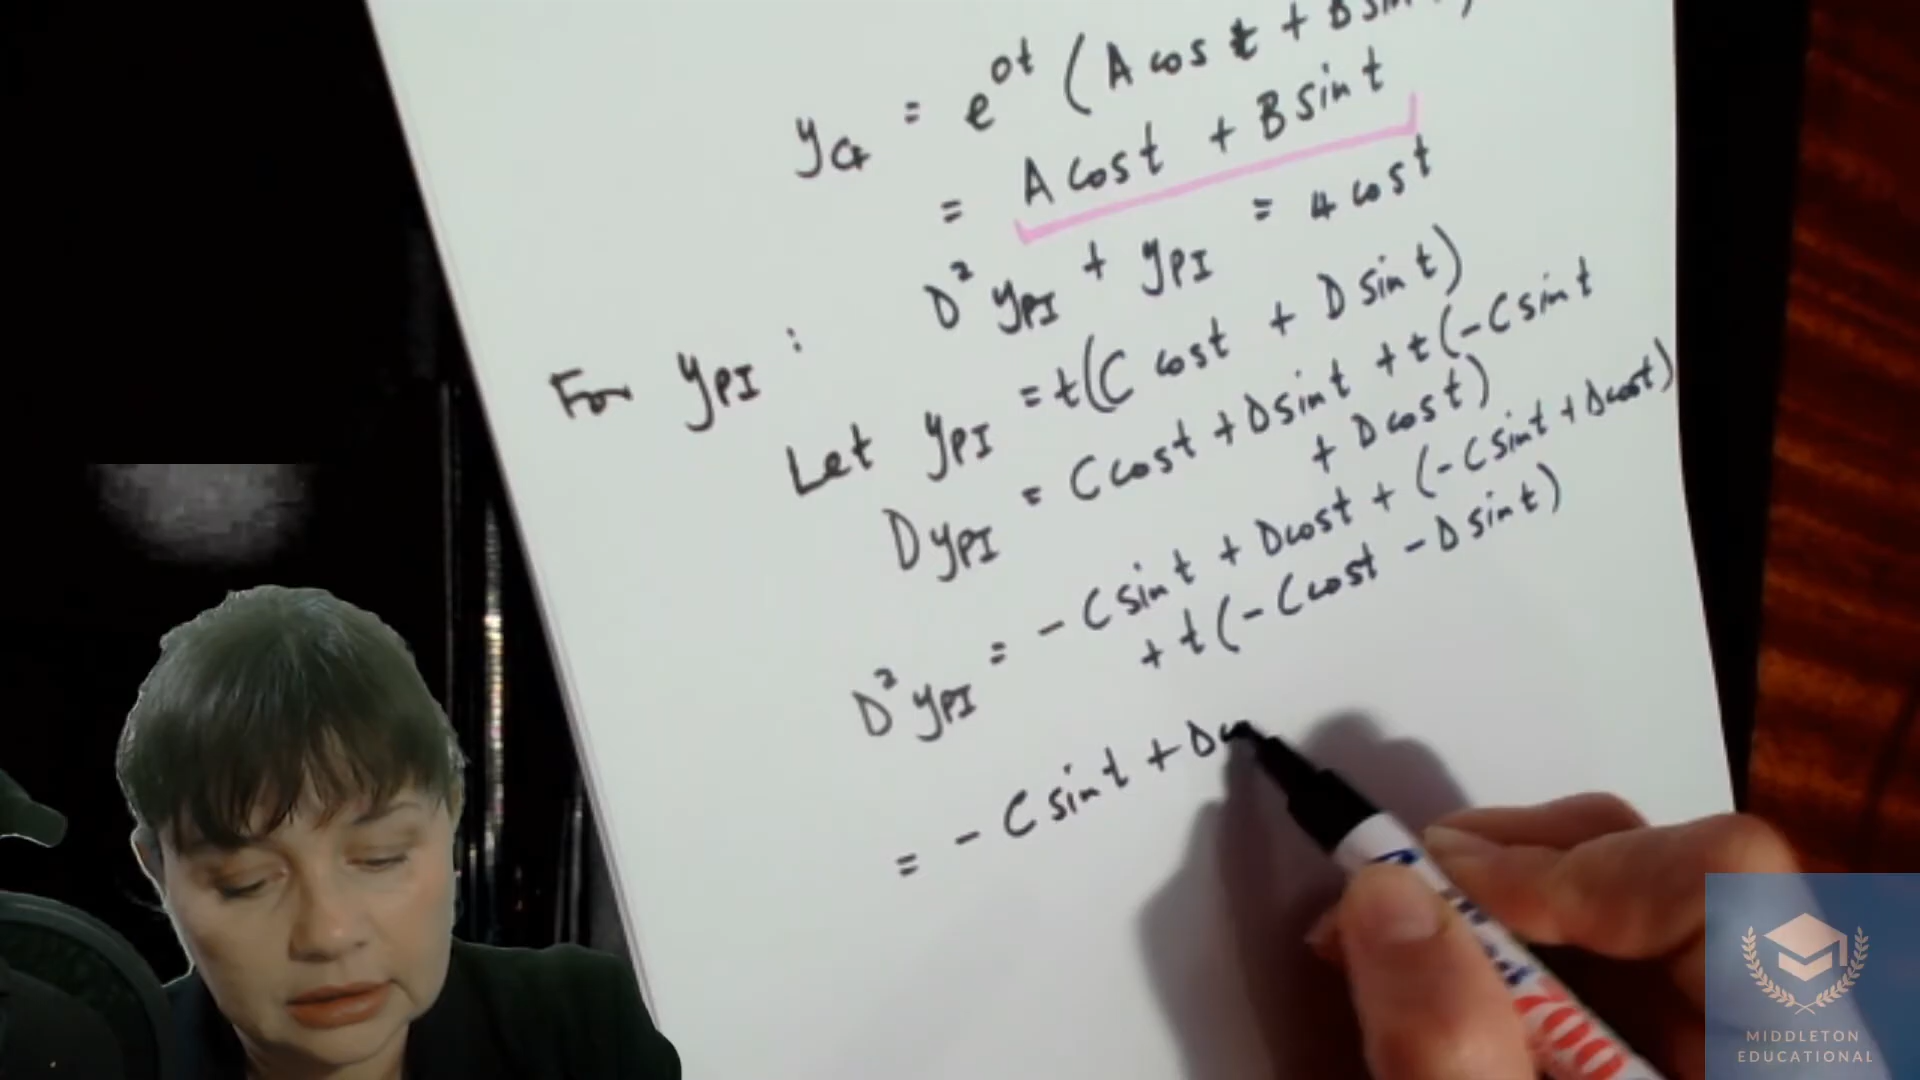 y_CF = e^0t (A cos t + B sin t)
= A cos t + B sin t
For y_PI : D² y_PI + y_PI = 4 cos t
Let y_PI = t(C cos t + D sin t)
D y_PI = C cos t + D sin t + t(-C sin t
+ D cos t)
D² y_PI = - C sin t + D cos t + (-C sin t + D cos t)
+ t(-C cos t - D sin t)
= - C sin t + D
MIDDLETON
EDUCATIONAL